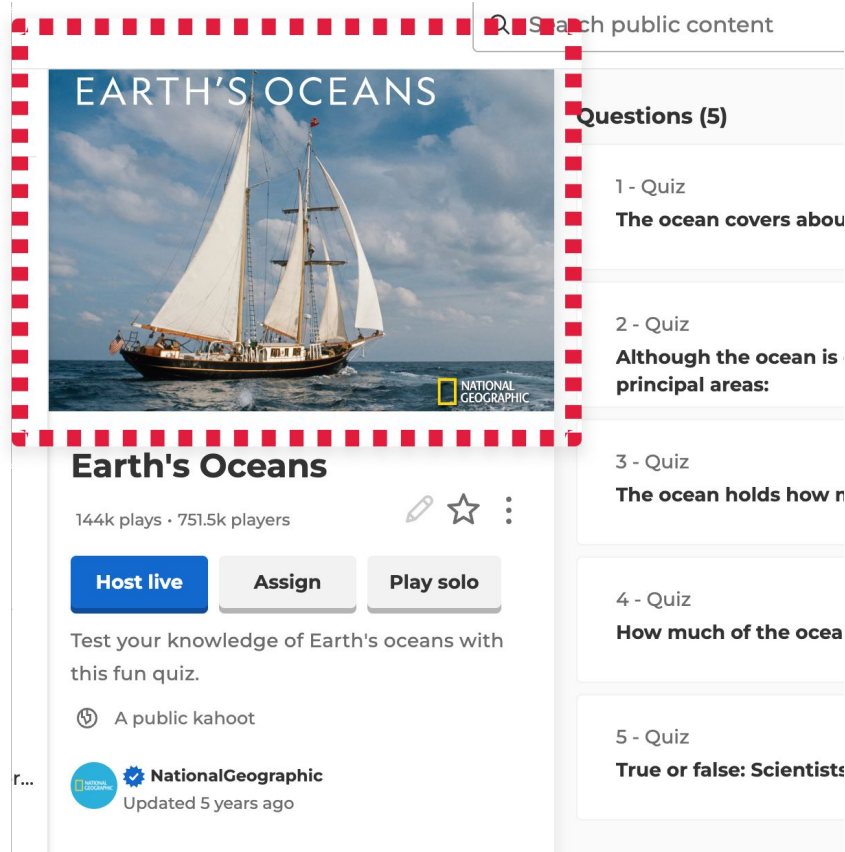 Search public content
EARTH'S OCEANS
NATIONAL
GEOGRAPHIC
Earth's Oceans
144k plays • 751.5k players
Host live
Assign
Play solo
Test your knowledge of Earth's oceans with
this fun quiz.
A public kahoot
r...
NATIONAL
GEOGRAPHIC
NationalGeographic
Updated 5 years ago
Questions (5)
1 - Quiz
The ocean covers abou
2 - Quiz
Although the ocean is
principal areas:
3 - Quiz
The ocean holds how
4 - Quiz
How much of the ocea
5 - Quiz
True or false: Scientists